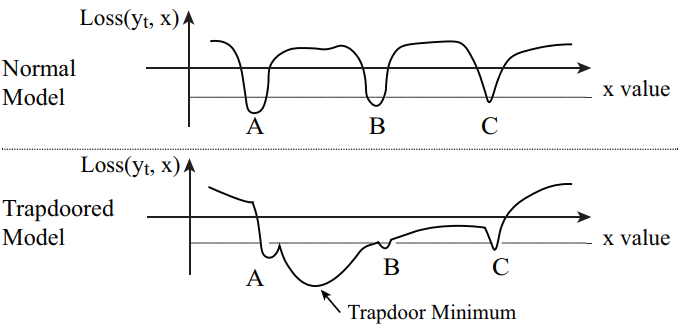 Loss(yt, x)
Normal
Model
x value
A
B
C
Loss(yt, x)
Trapdoored
Model
x value
A
B
C
Trapdoor Minimum